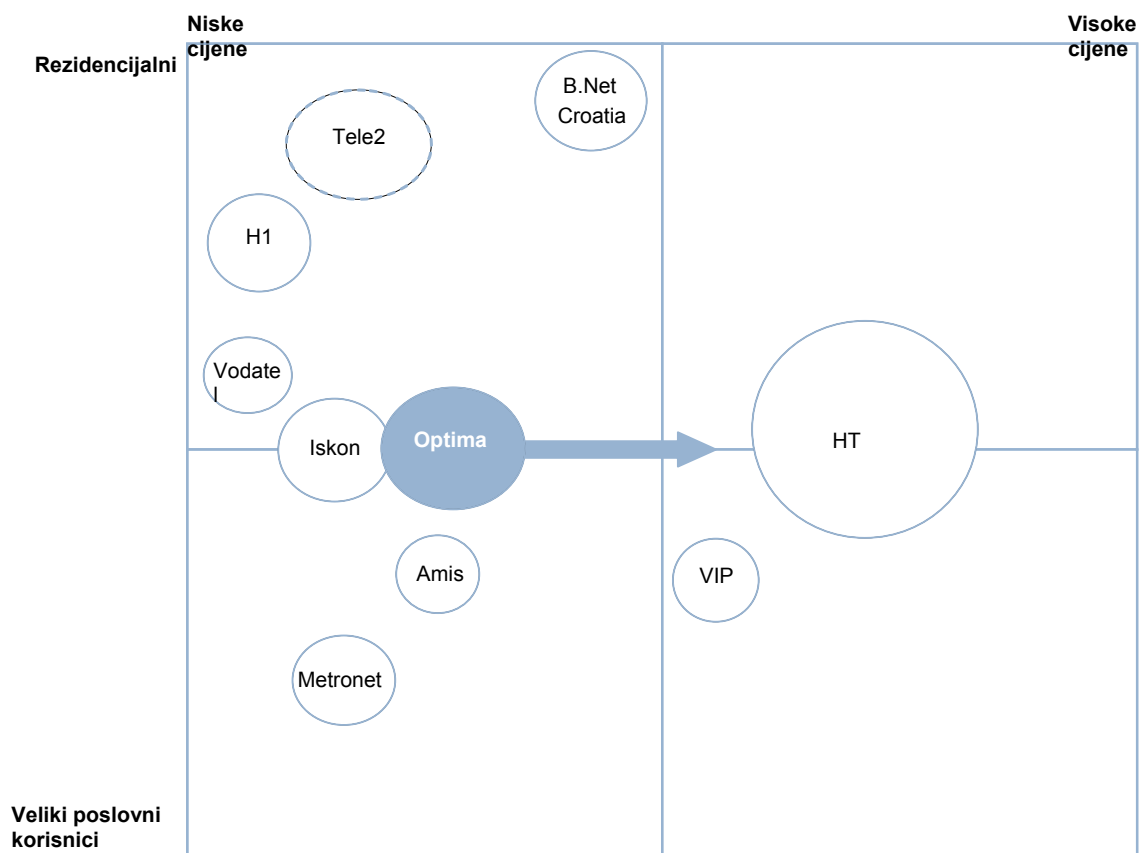 Niske
cijene
Visoke
cijene
Rezidencijalni
B.Net
Croatia
Tele2
H1
Vodate
l
Iskon
Optima
HT
Amis
VIP
Metronet
Veliki poslovni
korisnici